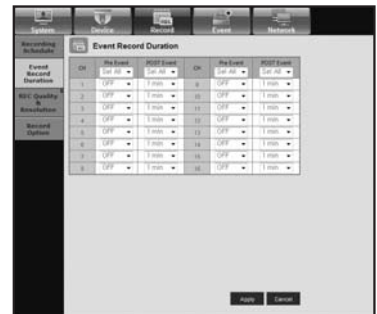 System Device Record Event Network
Recording
Schedule
Event
Record
Duration
REC Quality
&
Resolution
Record
Option
Event Record Duration
CH Pre Event POST Event CH Pre Event POST Event
Set All Set All Set All Set All
1 OFF 1 min 9 OFF 1 min
2 OFF 1 min 10 OFF 1 min
3 OFF 1 min 11 OFF 1 min
4 OFF 1 min 12 OFF 1 min
5 OFF 1 min 13 OFF 1 min
6 OFF 1 min 14 OFF 1 min
7 OFF 1 min 15 OFF 1 min
8 OFF 1 min 16 OFF 1 min
Apply Cancel